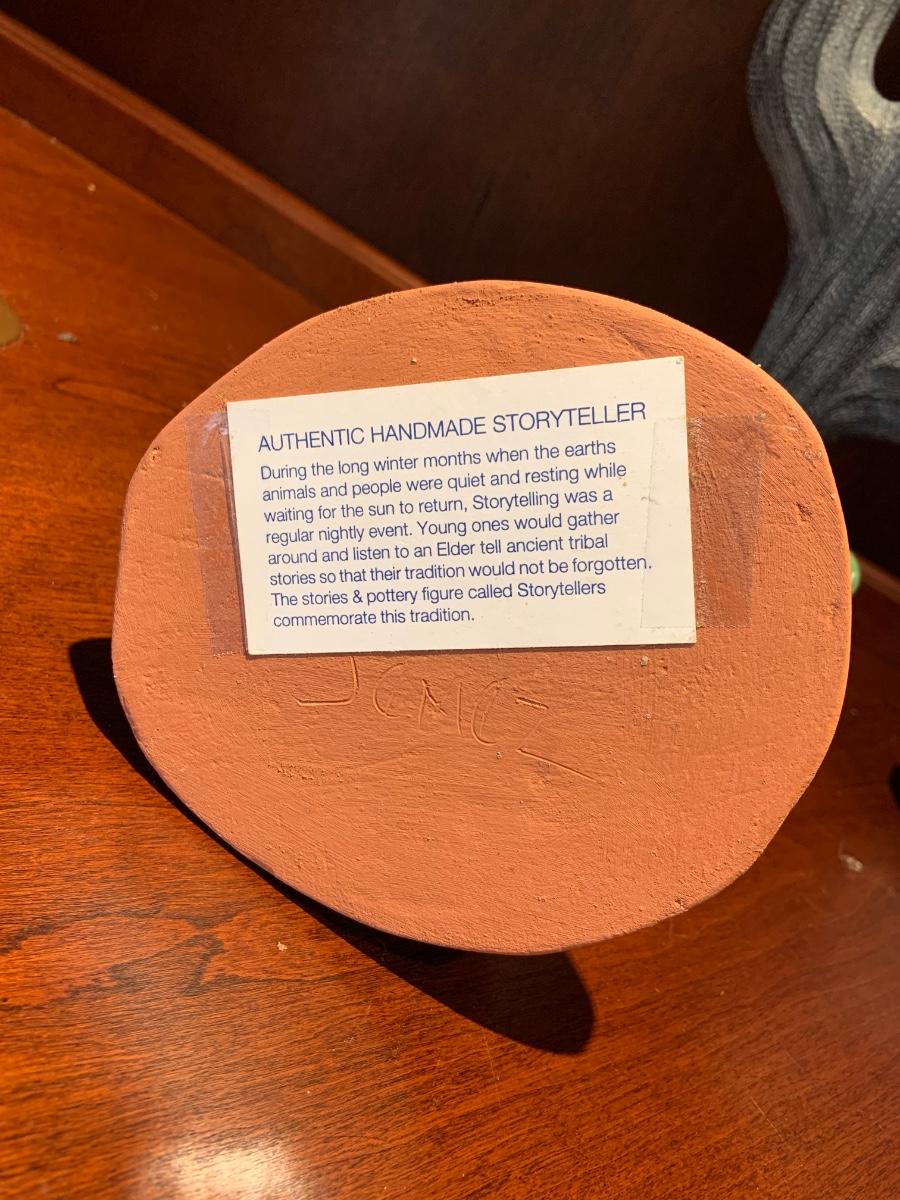 AUTHENTIC HANDMADE STORYTELLER
During the long winter months when the earths
animals and people were quiet and resting while
waiting for the sun to return, Storytelling was a
regular nightly event. Young ones would gather
around and listen to an Elder tell ancient tribal
stories so that their tradition would not be forgotten.
The stories & pottery figure called Storytellers
commemorate this tradition.
JEMEZ